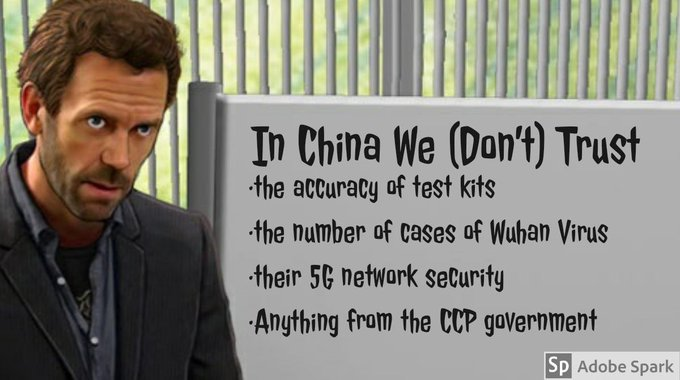 In China We (Don't) Trust
·the accuracy of test kits
·the number of cases of Wuhan Virus
·their 5G network security
·Anything from the CCP government
Sp Adobe Spark